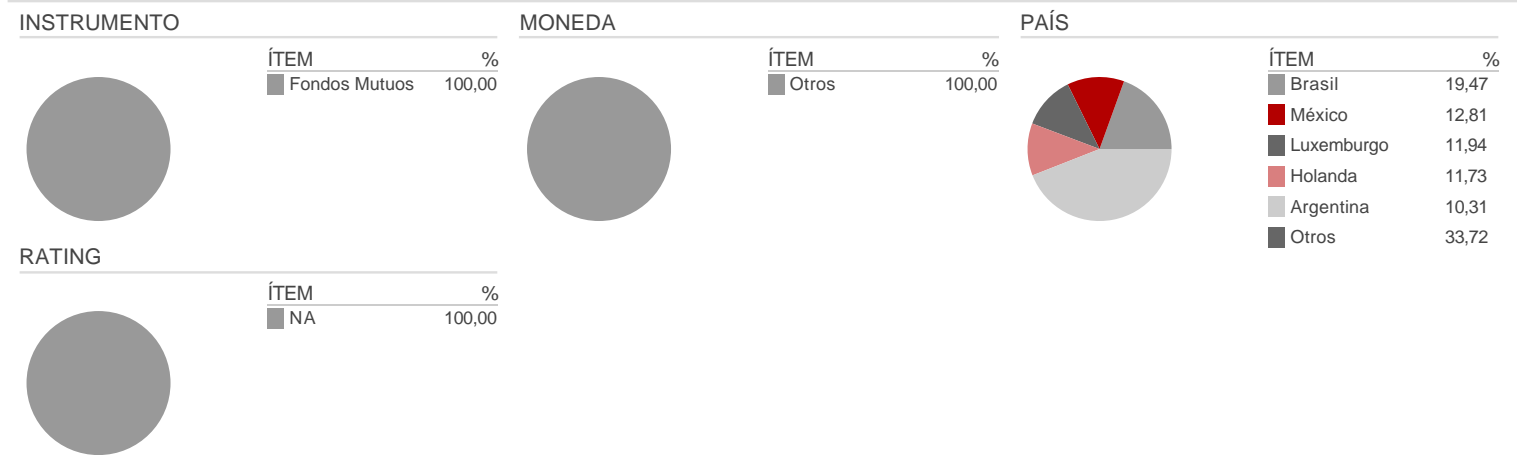 INSTRUMENTO
ÍTEM %
Fondos Mutuos 100,00
MONEDA
ÍTEM %
Otros 100,00
PAÍS
ÍTEM %
Brasil 19,47
México 12,81
Luxemburgo 11,94
Holanda 11,73
Argentina 10,31
Otros 33,72
RATING
ÍTEM %
NA 100,00